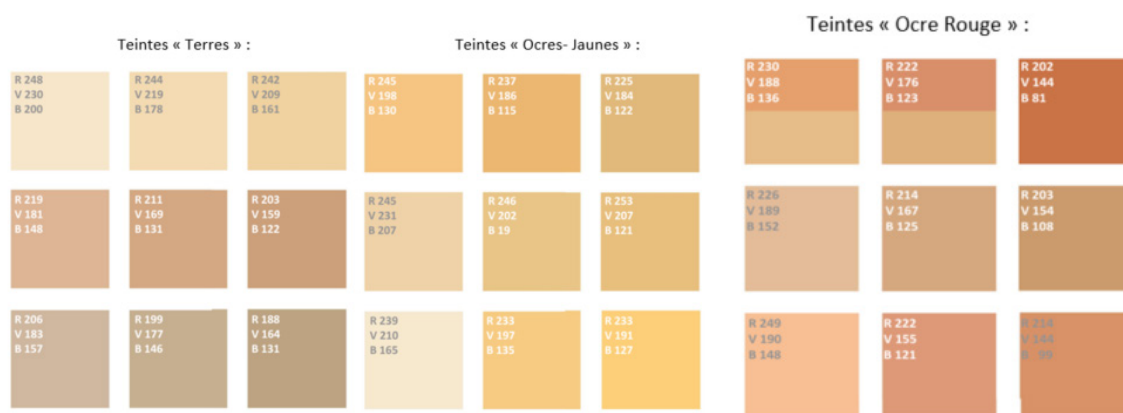 Teintes « Terres » :
R 248
V 230
B 200
R 244
V 219
B 178
R 242
V 209
B 161
R 219
V 181
B 148
R 211
V 169
B 131
R 203
V 159
B 122
R 206
V 183
B 157
R 199
V 177
B 146
R 188
V 164
B 131
Teintes « Ocres- Jaunes » :
R 245
V 198
B 130
R 237
V 186
B 115
R 225
V 184
B 122
R 245
V 231
B 207
R 246
V 202
B 19
R 253
V 207
B 121
R 239
V 210
B 165
R 233
V 197
B 135
R 233
V 191
B 127
Teintes « Ocre Rouge » :
R 230
V 188
B 136
R 222
V 176
B 123
R 202
V 144
B 81
R 226
V 189
B 152
R 214
V 167
B 125
R 203
V 154
B 108
R 249
V 190
B 148
R 222
V 155
B 121
R 214
V 144
B 99